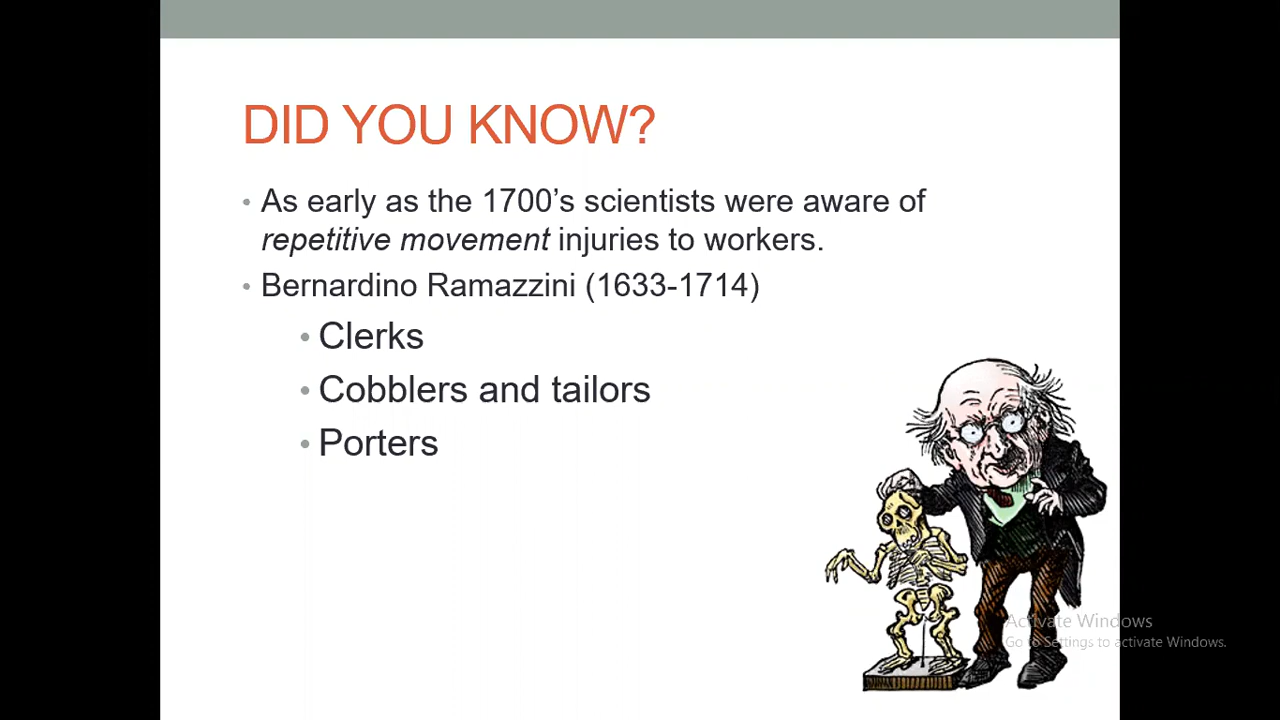 DID YOU KNOW?
• As early as the 1700’s scientists were aware of
repetitive movement injuries to workers.
• Bernardino Ramazzini (1633-1714)
• Clerks
• Cobblers and tailors
• Porters
Activate Windows
Go to Settings to activate Windows.